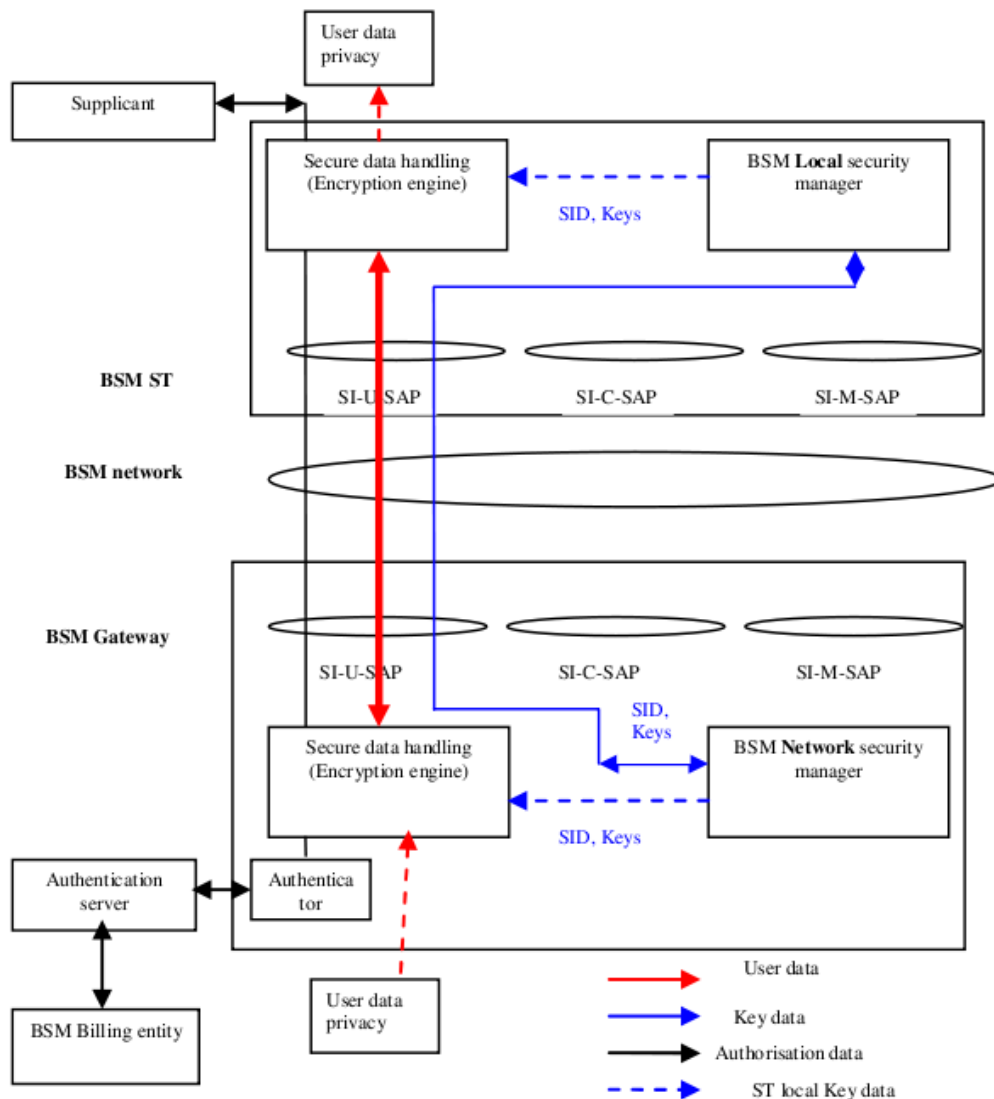 User data
privacy
Supplicant
Secure data handling
(Encryption engine)
BSM Local security
manager
SID, Keys
BSM ST
SI-U-SAP
SI-C-SAP
SI-M-SAP
BSM network
BSM Gateway
SI-U-SAP
SI-C-SAP
SI-M-SAP
SID,
Keys
Secure data handling
(Encryption engine)
BSM Network security
manager
SID, Keys
Authentication
server
Authentica
tor
User data
privacy
BSM Billing entity
User data
Key data
Authorisation data
ST local Key data